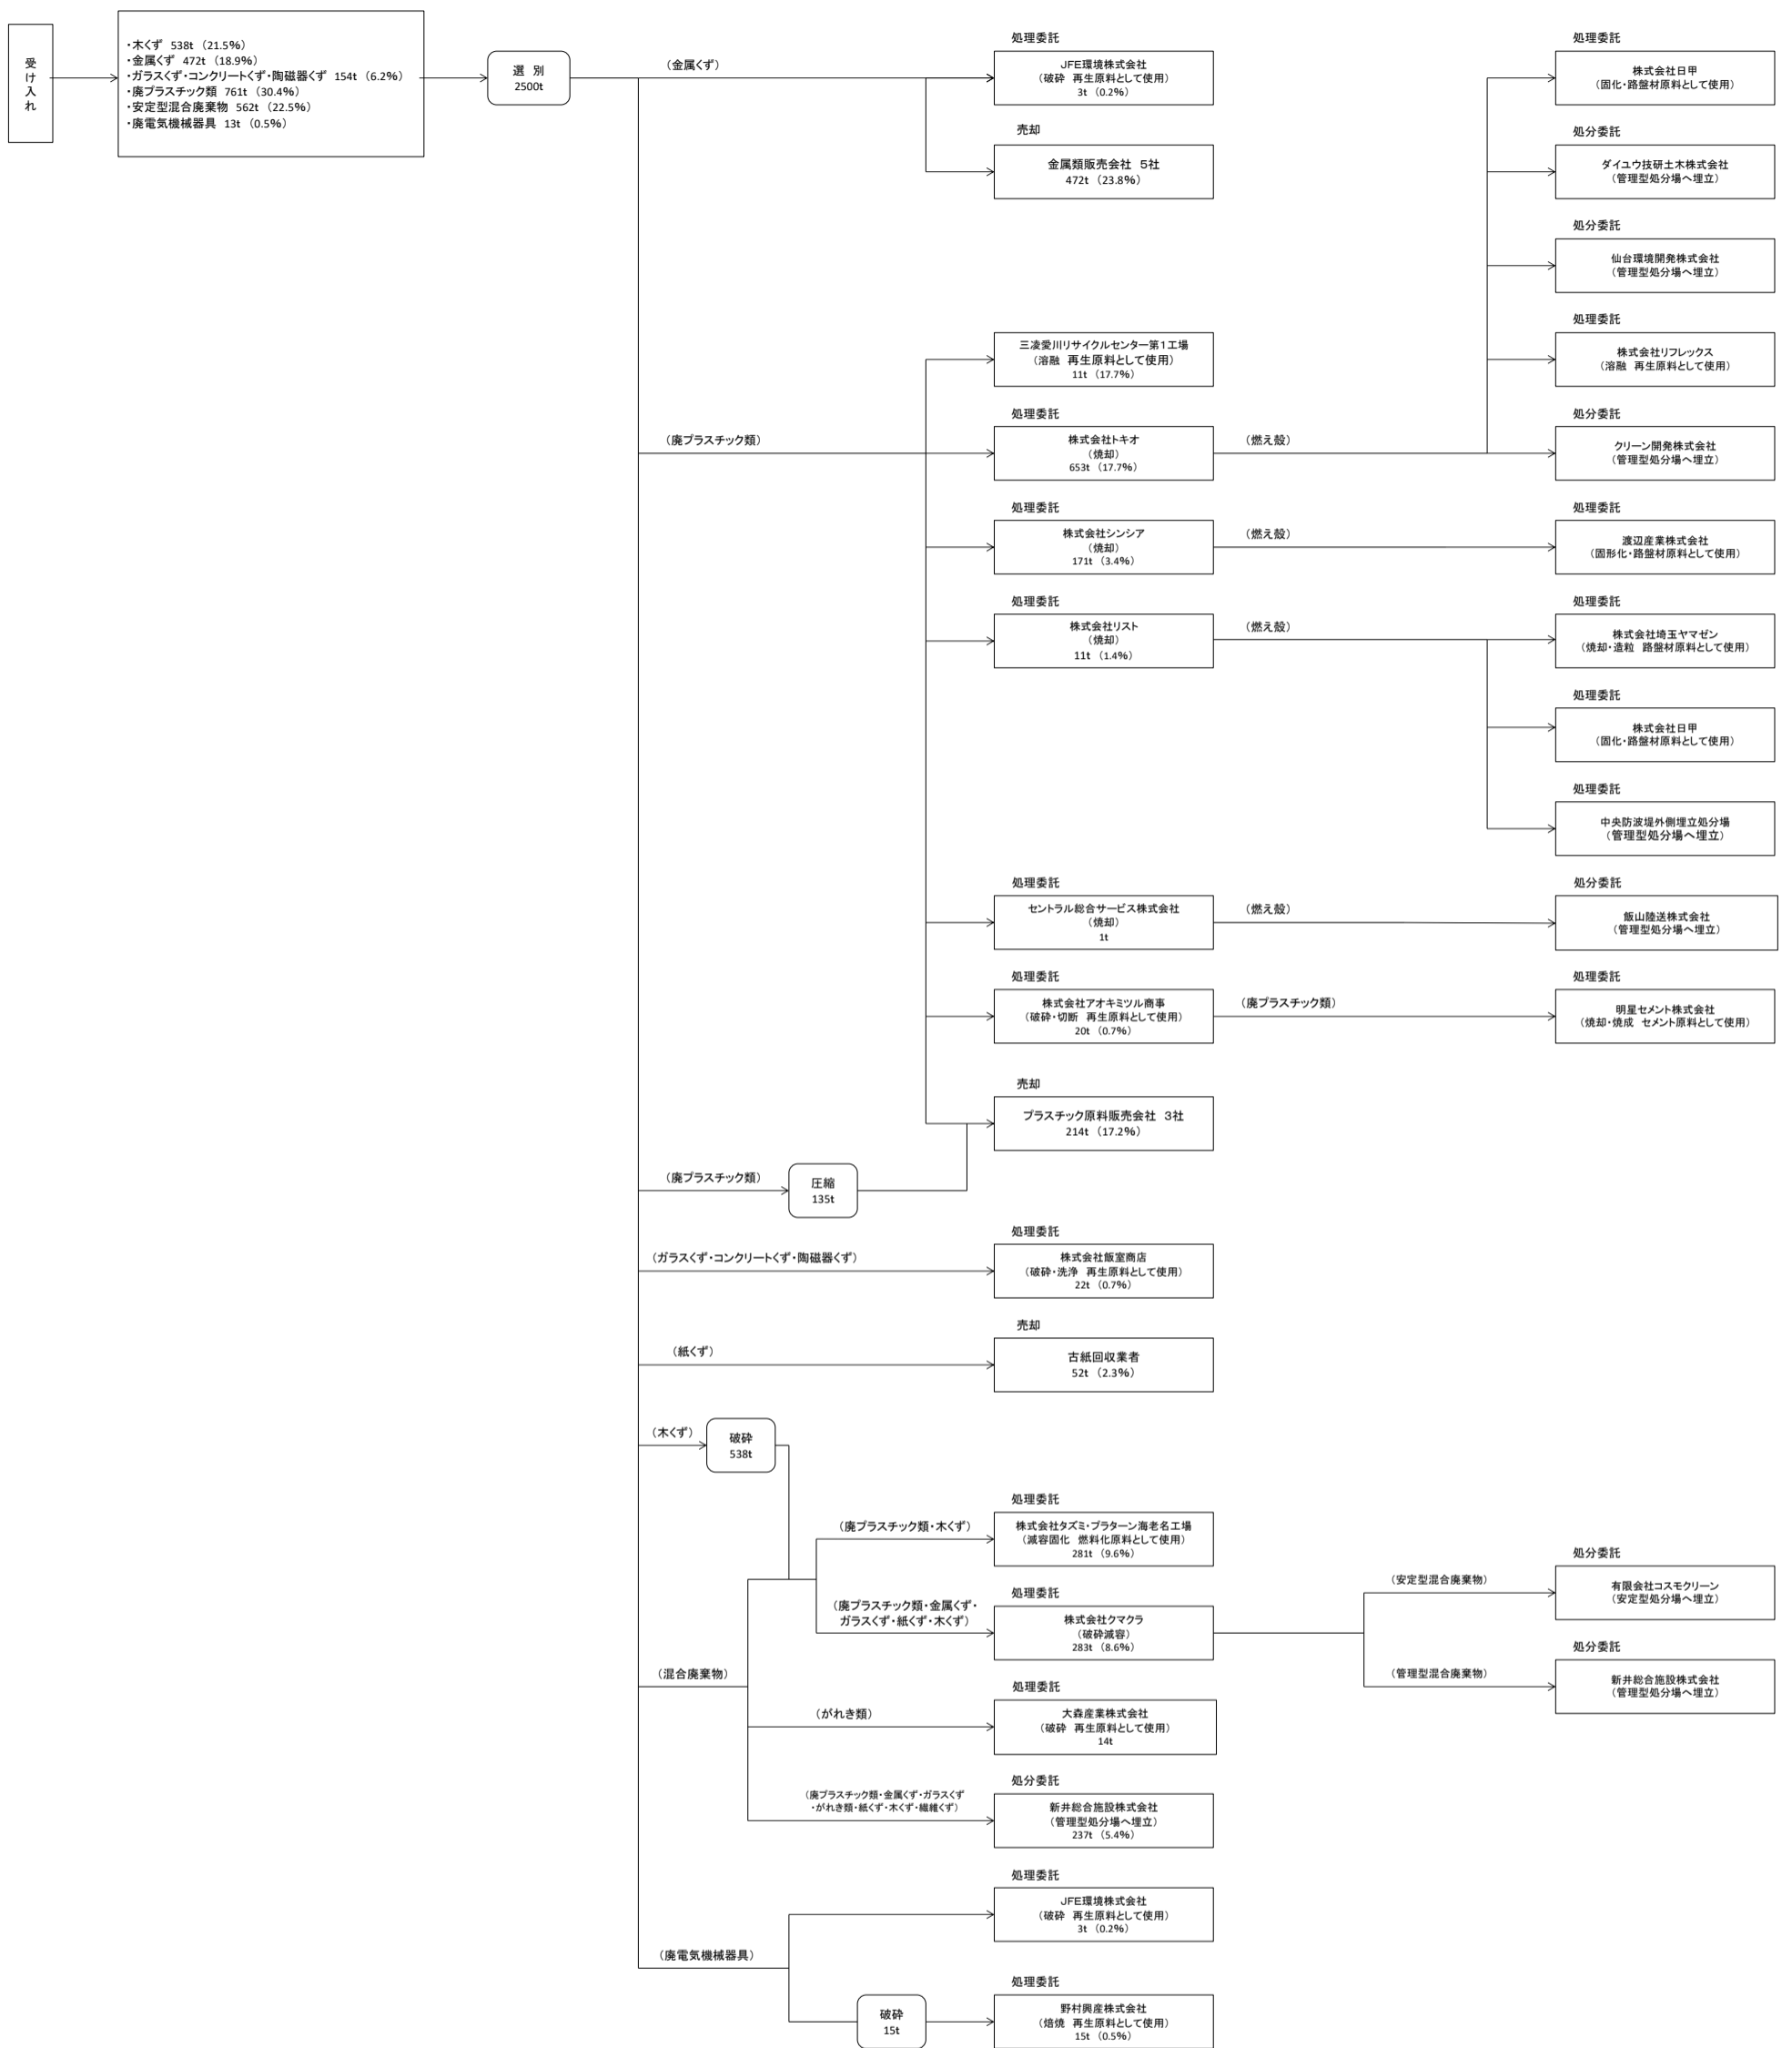 受け入れ
・木くず 538t （21.5%）
・金属くず 472t （18.9%）
・ガラスくず・コンクリートくず・陶磁器くず 154t （6.2%）
・廃プラスチック類 761t （30.4%）
・安定型混合廃棄物 562t （22.5%）
・廃電気機械器具 13t （0.5%）
選 別
2500t
（金属くず）
処理委託
JFE環境株式会社
（破砕 再生原料として使用）
3t （0.2%）
売却
金属類販売会社 5社
472t （23.8%）
処理委託
株式会社日甲
（固化・路盤材原料として使用）
処分委託
ダイユウ技研土木株式会社
（管理型処分場へ埋立）
処分委託
仙台環境開発株式会社
（管理型処分場へ埋立）
処理委託
株式会社リフレックス
（溶融 再生原料として使用）
処分委託
クリーン開発株式会社
（管理型処分場へ埋立）
三凌愛川リサイクルセンター第1工場
（溶融 再生原料として使用）
11t （17.7%）
（廃プラスチック類）
処理委託
株式会社トキオ
（焼却）
653t （17.7%）
（燃え殻）
処理委託
株式会社シンシア
（焼却）
171t （3.4%）
（燃え殻）
処理委託
渡辺産業株式会社
（固形化・路盤材原料として使用）
処理委託
株式会社リスト
（焼却）
11t （1.4%）
（燃え殻）
処理委託
株式会社埼玉ヤマゼン
（焼却・造粒 路盤材原料として使用）
処理委託
株式会社日甲
（固化・路盤材原料として使用）
処理委託
中央防波堤外側埋立処分場
（管理型処分場へ埋立）
処理委託
セントラル総合サービス株式会社
（焼却）
1t
（燃え殻）
処分委託
飯山陸送株式会社
（管理型処分場へ埋立）
処理委託
株式会社アオキミツル商事
（破砕・切断 再生原料として使用）
20t （0.7%）
（廃プラスチック類）
処理委託
明星セメント株式会社
（焼却・焼成 セメント原料として使用）
売却
プラスチック原料販売会社 3社
214t （17.2%）
（廃プラスチック類）
圧縮
135t
（ガラスくず・コンクリートくず・陶磁器くず）
処理委託
株式会社飯室商店
（破砕・洗浄 再生原料として使用）
22t （0.7%）
（紙くず）
売却
古紙回収業者
52t （2.3%）
（木くず）
破砕
538t
（混合廃棄物）
（廃プラスチック類・木くず）
処理委託
株式会社タズミ・プラターン海老名工場
（減容固化 燃料化原料として使用）
281t （9.6%）
（廃プラスチック類・金属くず・
ガラスくず・紙くず・木くず）
処理委託
株式会社クマクラ
（破砕減容）
283t （8.6%）
（安定型混合廃棄物）
処分委託
有限会社コスモクリーン
（安定型処分場へ埋立）
（管理型混合廃棄物）
処分委託
新井総合施設株式会社
（管理型処分場へ埋立）
（がれき類）
処理委託
大森産業株式会社
（破砕 再生原料として使用）
14t
（廃プラスチック類・金属くず・ガラスくず
・がれき類・紙くず・木くず・繊維くず）
処分委託
新井総合施設株式会社
（管理型処分場へ埋立）
237t （5.4%）
（廃電気機械器具）
処理委託
JFE環境株式会社
（破砕 再生原料として使用）
3t （0.2%）
破砕
15t
処理委託
野村興産株式会社
（焙焼 再生原料として使用）
15t （0.5%）